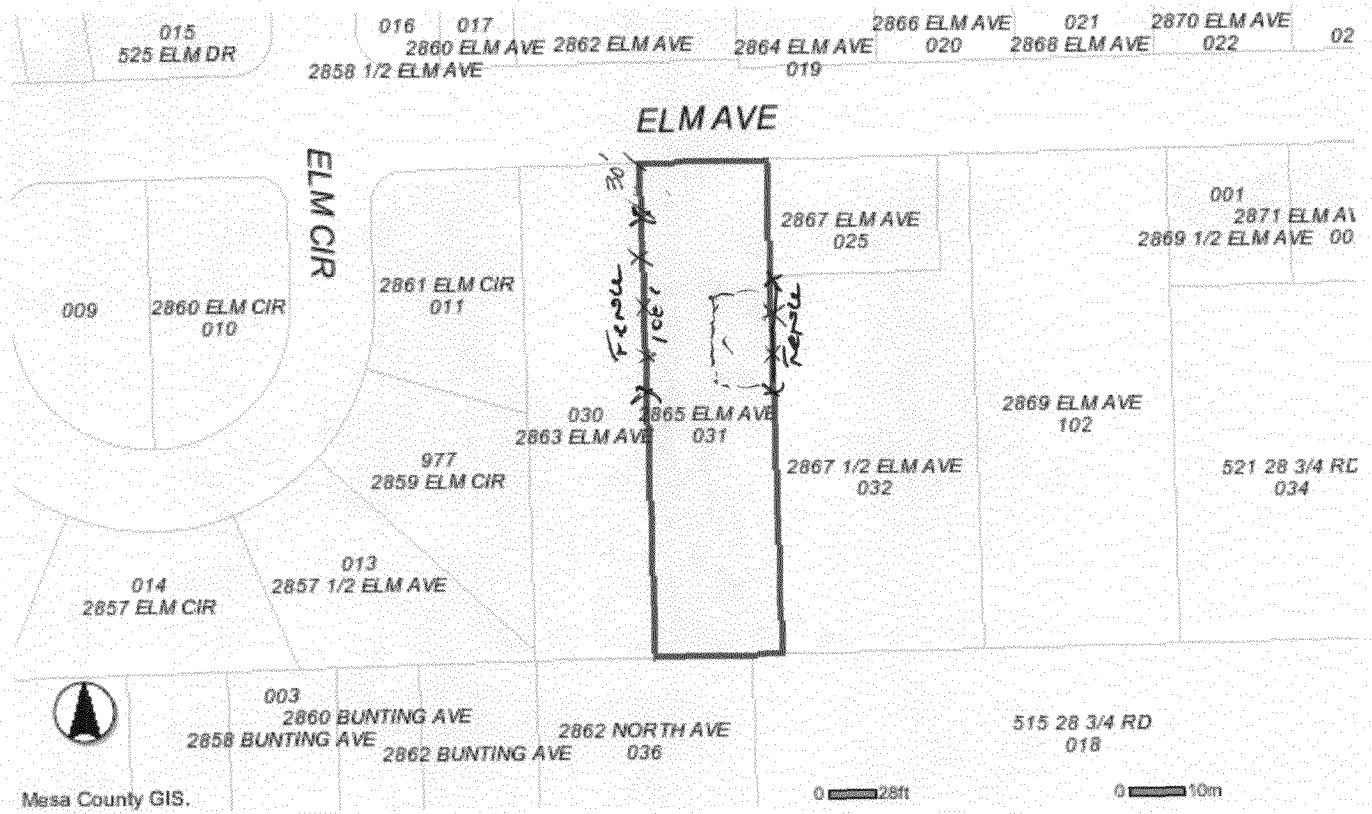 015
525 ELM DR
016
017
2860 ELM AVE
2858 1/2 ELM AVE
2862 ELM AVE
2864 ELM AVE
019
2866 ELM AVE
020
021
2868 ELM AVE
2870 ELM AVE
022
02
ELM AVE
ELM CIR
30'
009
2860 ELM CIR
010
2861 ELM CIR
011
2867 ELM AVE
025
001
2871 ELM AV
2869 1/2 ELM AVE 00
Fence
Fence
030
2863 ELM AVE
2865 ELM AVE
031
2869 ELM AVE
102
977
2859 ELM CIR
2867 1/2 ELM AVE
032
521 28 3/4 RD
034
013
2857 1/2 ELM AVE
014
2857 ELM CIR
003
2860 BUNTING AVE
2858 BUNTING AVE
2862 BUNTING AVE
2862 NORTH AVE
036
515 28 3/4 RD
018
Mesa County GIS.
0 28ft
0 10m